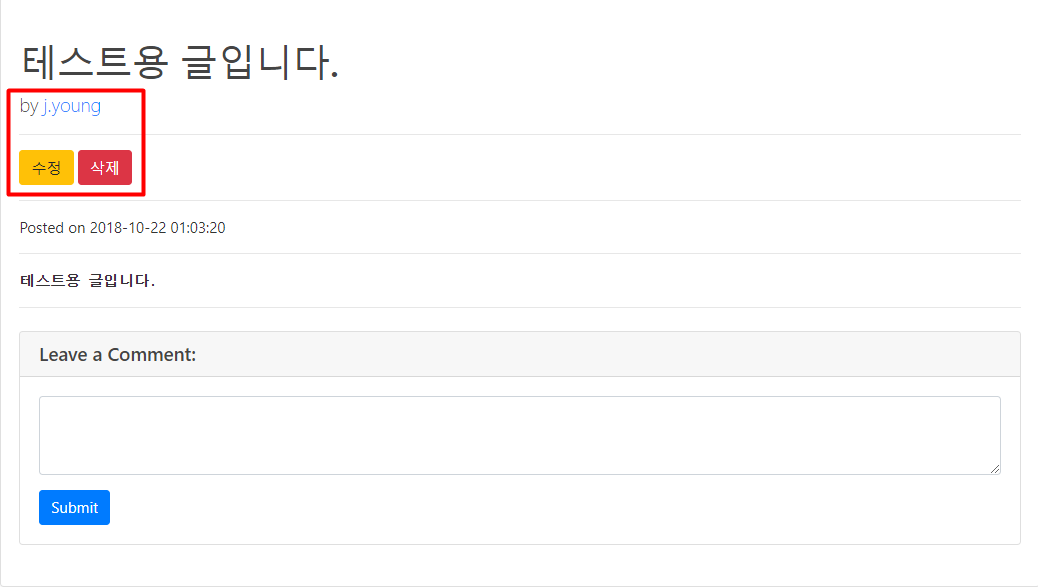 테스트용 글입니다.
by j.young
수정 삭제
Posted on 2018-10-22 01:03:20
테스트용 글입니다.
Leave a Comment:
Submit